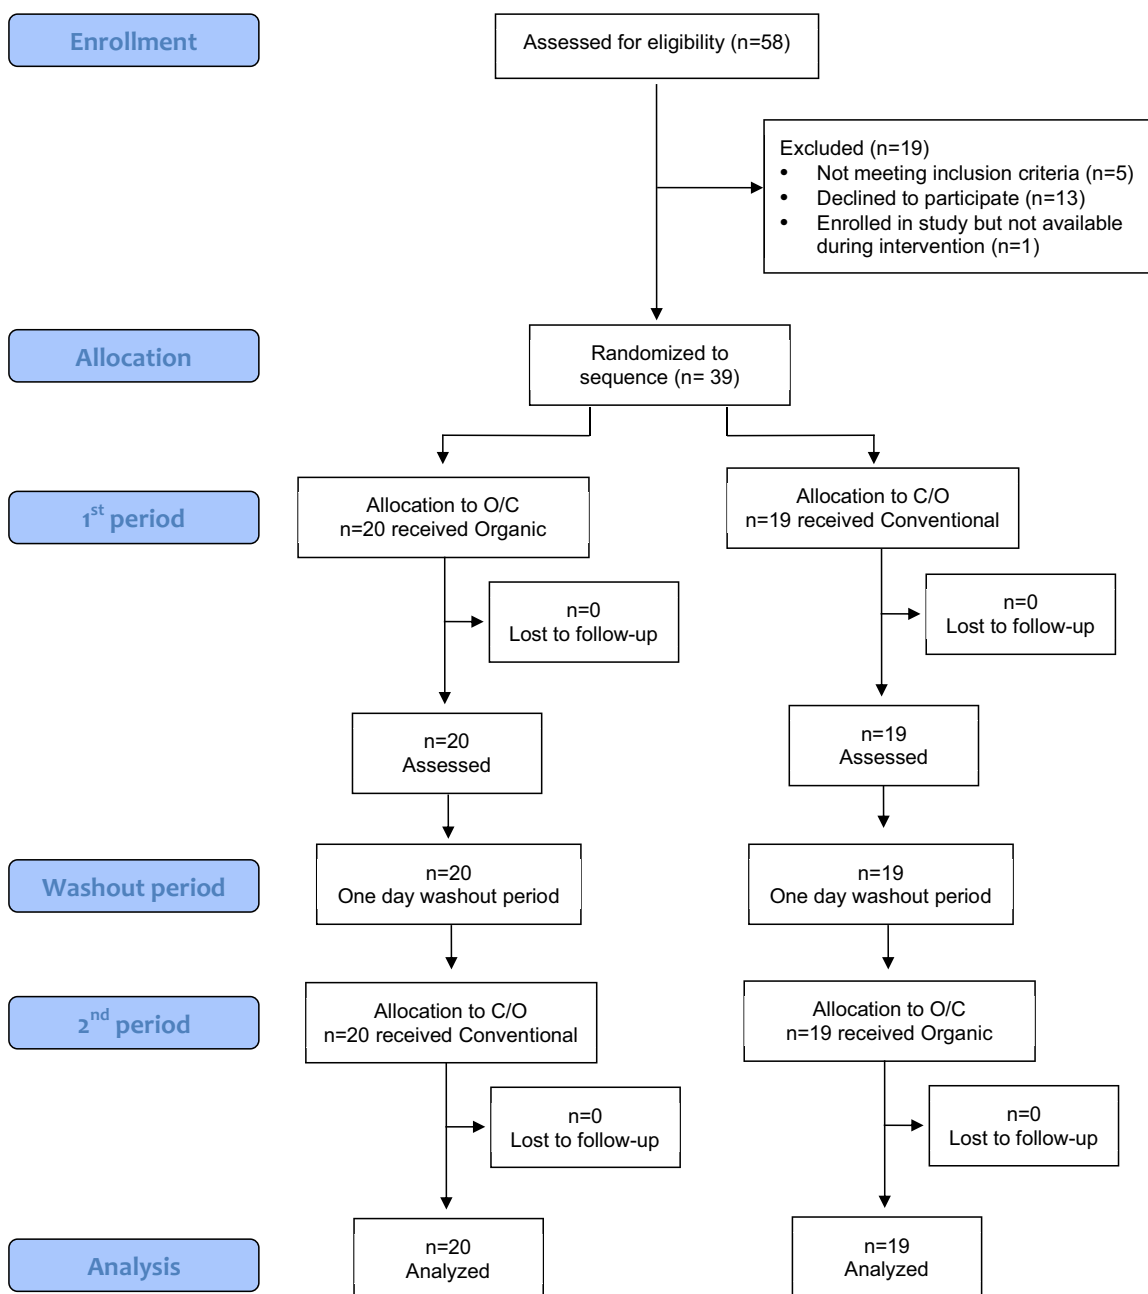 Enrollment
Assessed for eligibility (n=58)
Excluded (n=19)
• Not meeting inclusion criteria (n=5)
• Declined to participate (n=13)
• Enrolled in study but not available
during intervention (n=1)
Allocation
Randomized to
sequence (n= 39)
1st period
Allocation to O/C
n=20 received Organic
Allocation to C/O
n=19 received Conventional
n=0
Lost to follow-up
n=0
Lost to follow-up
n=20
Assessed
n=19
Assessed
Washout period
n=20
One day washout period
n=19
One day washout period
2nd period
Allocation to C/O
n=20 received Conventional
Allocation to O/C
n=19 received Organic
n=0
Lost to follow-up
n=0
Lost to follow-up
Analysis
n=20
Analyzed
n=19
Analyzed